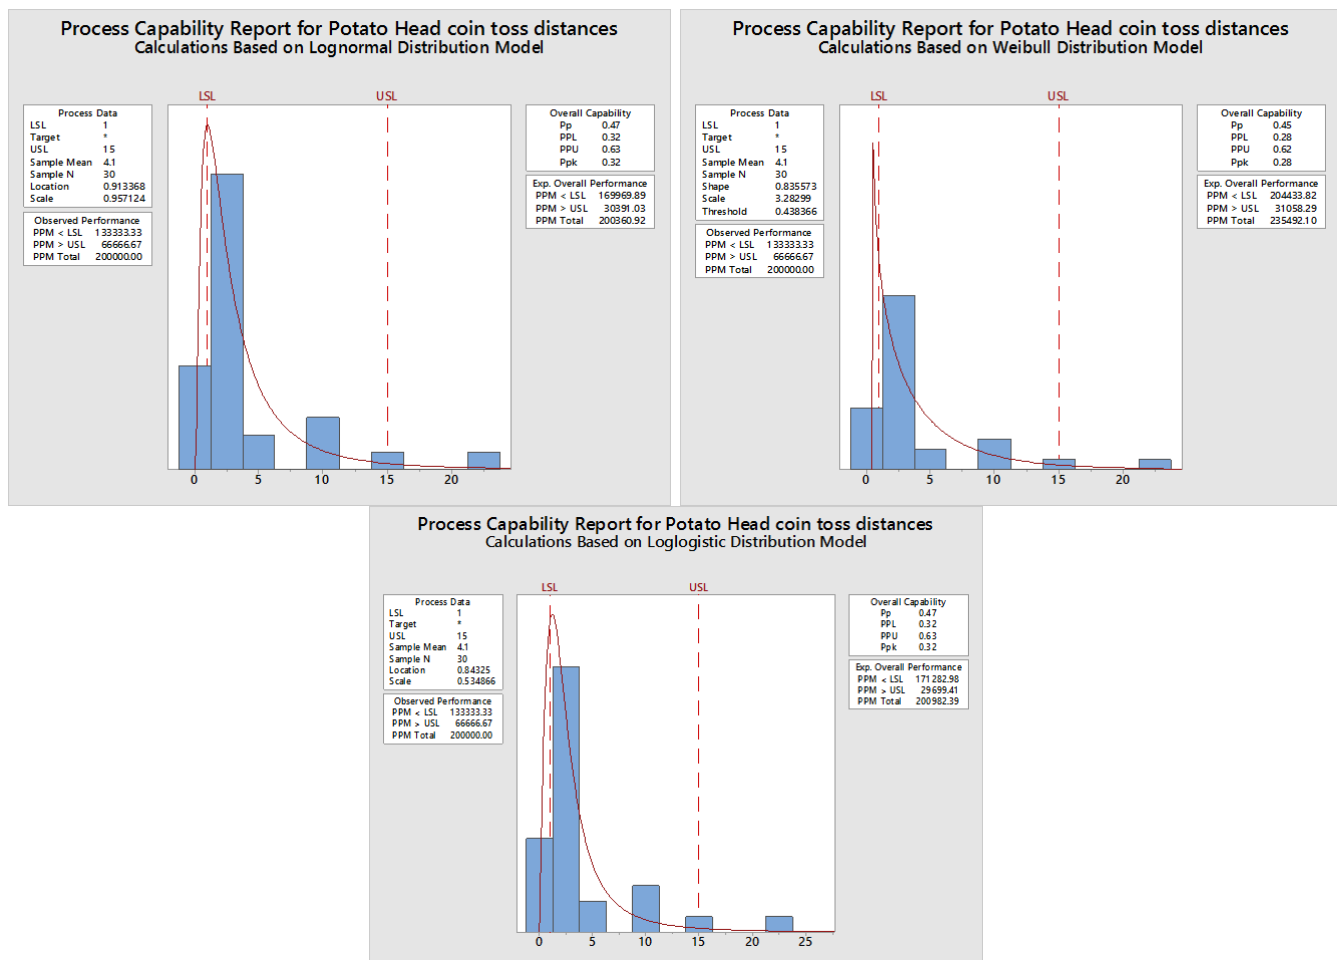 Process Capability Report for Potato Head coin toss distances
Calculations Based on Lognormal Distribution Model
LSL
USL
Process Data
LSL 1
Target *
USL 15
Sample Mean 4.1
Sample N 30
Location 0.913368
Scale 0.957124
Observed Performance
PPM < LSL 133333.33
PPM > USL 66666.67
PPM Total 200000.00
Overall Capability
Pp 0.47
PPL 0.32
PPU 0.63
Ppk 0.32
Exp. Overall Performance
PPM < LSL 169969.89
PPM > USL 30391.03
PPM Total 200360.92
0 5 10 15 20
Process Capability Report for Potato Head coin toss distances
Calculations Based on Weibull Distribution Model
LSL
USL
Process Data
LSL 1
Target *
USL 15
Sample Mean 4.1
Sample N 30
Shape 0.835573
Scale 3.28299
Threshold 0.438366
Observed Performance
PPM < LSL 133333.33
PPM > USL 66666.67
PPM Total 200000.00
Overall Capability
Pp 0.45
PPL 0.28
PPU 0.62
Ppk 0.28
Exp. Overall Performance
PPM < LSL 204433.82
PPM > USL 31058.29
PPM Total 235492.10
0 5 10 15 20
Process Capability Report for Potato Head coin toss distances
Calculations Based on Loglogistic Distribution Model
LSL
USL
Process Data
LSL 1
Target *
USL 15
Sample Mean 4.1
Sample N 30
Location 0.84325
Scale 0.534866
Observed Performance
PPM < LSL 133333.33
PPM > USL 66666.67
PPM Total 200000.00
Overall Capability
Pp 0.47
PPL 0.32
PPU 0.63
Ppk 0.32
Exp. Overall Performance
PPM < LSL 171282.98
PPM > USL 29699.41
PPM Total 200982.39
0 5 10 15 20 25